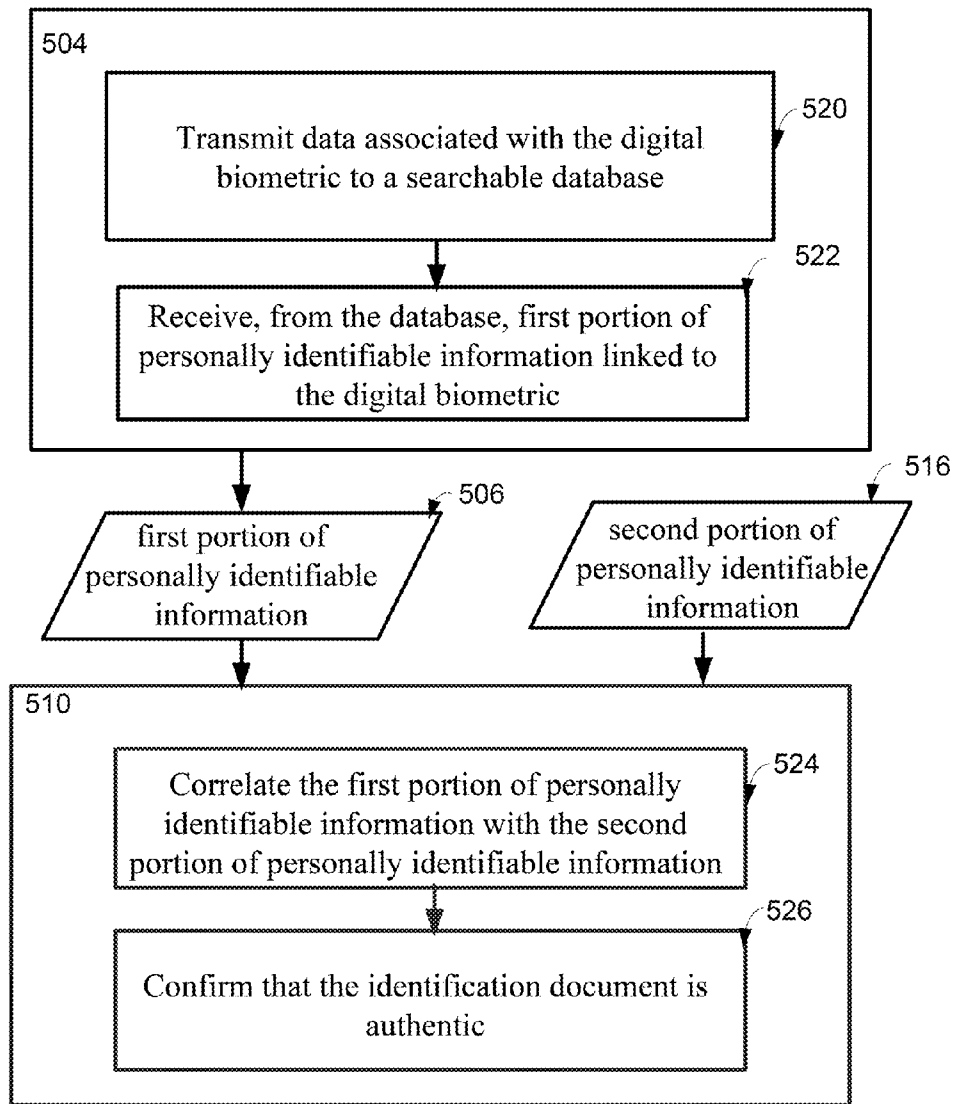 504
Transmit data associated with the digital
biometric to a searchable database
520
Receive, from the database, first portion of
personally identifiable information linked to
the digital biometric
522
first portion of
personally identifiable
information
506
second portion of
personally identifiable
information
516
510
Correlate the first portion of personally
identifiable information with the second
portion of personally identifiable information
524
Confirm that the identification document is
authentic
526